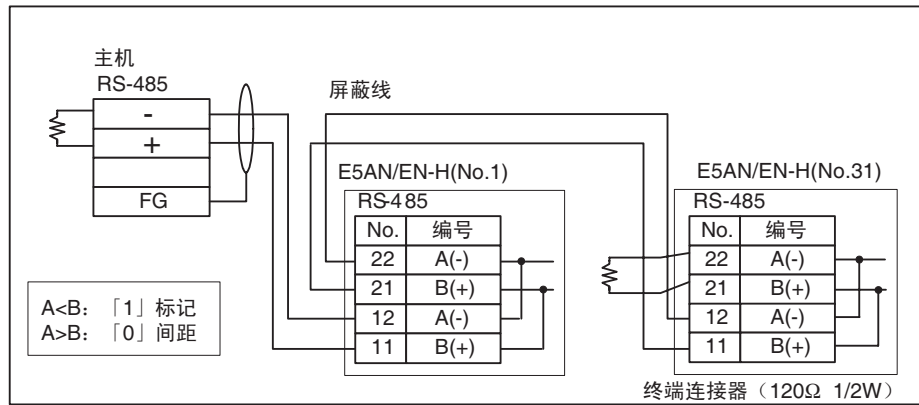 主机
RS-485
-
+
FG
屏蔽线
A<B：「1」标记
A>B：「0」间距
E5AN/EN-H(No.1)
RS-485
No. 编号
22 A(-)
21 B(+)
12 A(-)
11 B(+)
E5AN/EN-H(No.31)
RS-485
No. 编号
22 A(-)
21 B(+)
12 A(-)
11 B(+)
终端连接器（120Ω 1/2W）